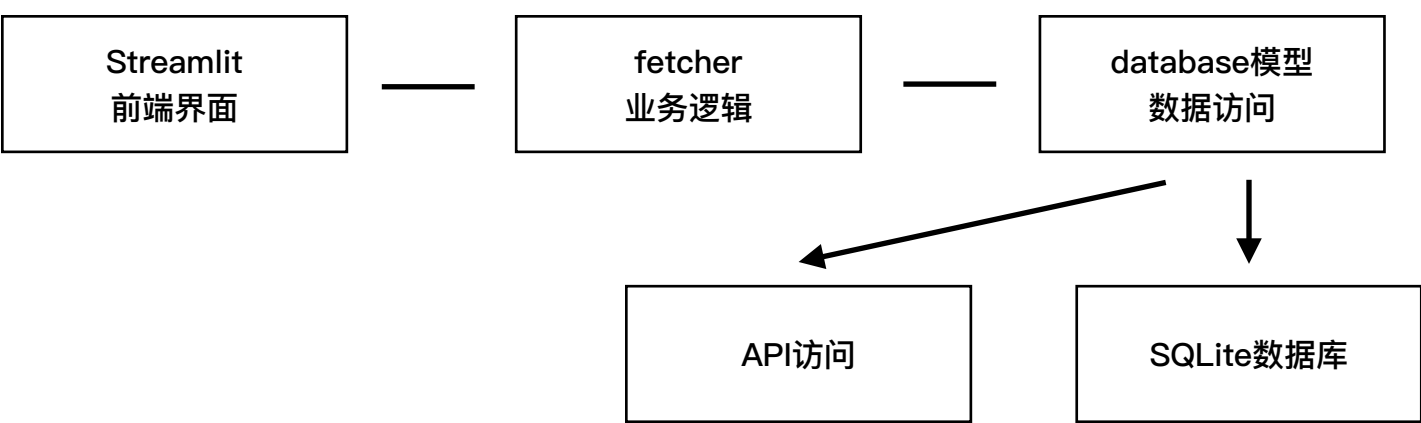 Streamlit
前端界面
fetcher
业务逻辑
database模型
数据访问
API访问
SQLite数据库